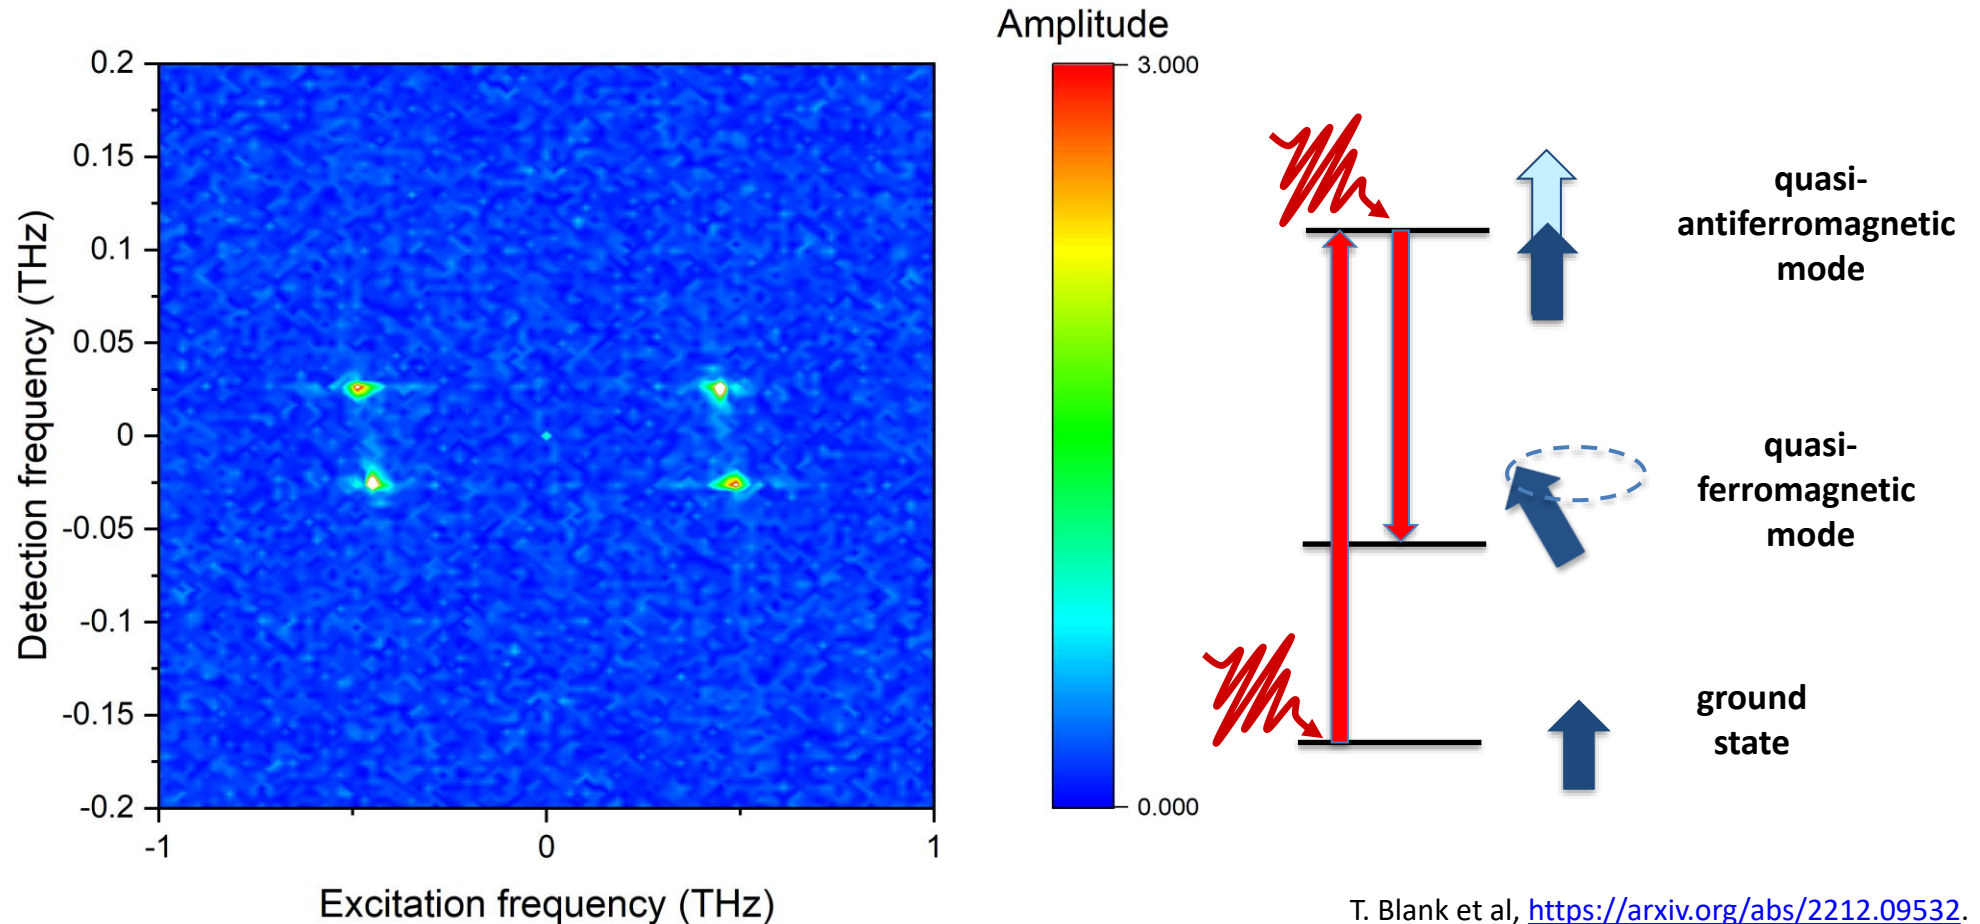 Amplitude
3.000
0.000
0.2
0.15
0.1
0.05
0
-0.05
-0.1
-0.15
-0.2
Detection frequency (THz)
-1
0
1
Excitation frequency (THz)
quasi-
antiferromagnetic
mode
quasi-
ferromagnetic
mode
ground
state
T. Blank et al, https://arxiv.org/abs/2212.09532.